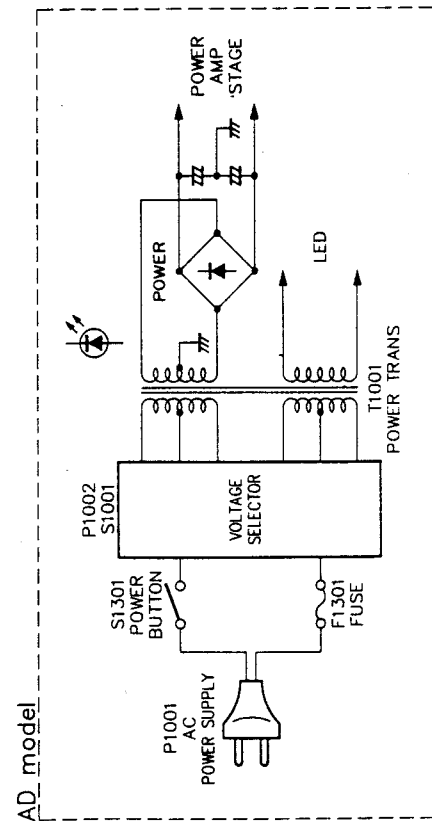 AD model
P1001
AC
POWER SUPPLY
S1301
POWER
BUTTON
F1301
FUSE
P1002
S1001
VOLTAGE
SELECTOR
T1001
POWER TRANS
POWER
LED
POWER
AMP
STAGE